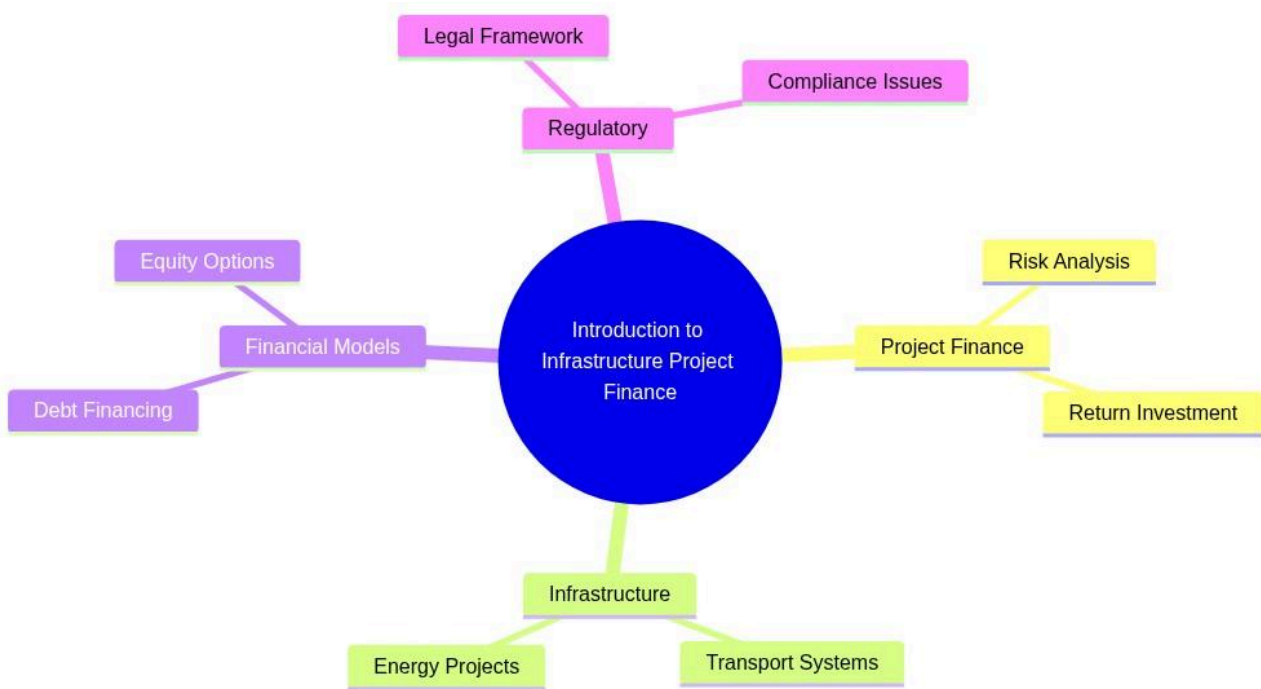 Legal Framework
Compliance Issues
Regulatory
Equity Options
Risk Analysis
Introduction to
Infrastructure Project
Finance
Financial Models
Project Finance
Debt Financing
Return Investment
Infrastructure
Energy Projects
Transport Systems